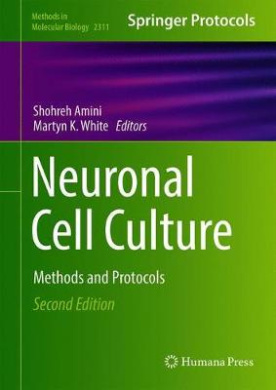 Methods in
Molecular Biology 2311
Springer Protocols
Shohreh Amini
Martyn K. White Editors
Neuronal
Cell Culture
Methods and Protocols
Second Edition
Humana Press